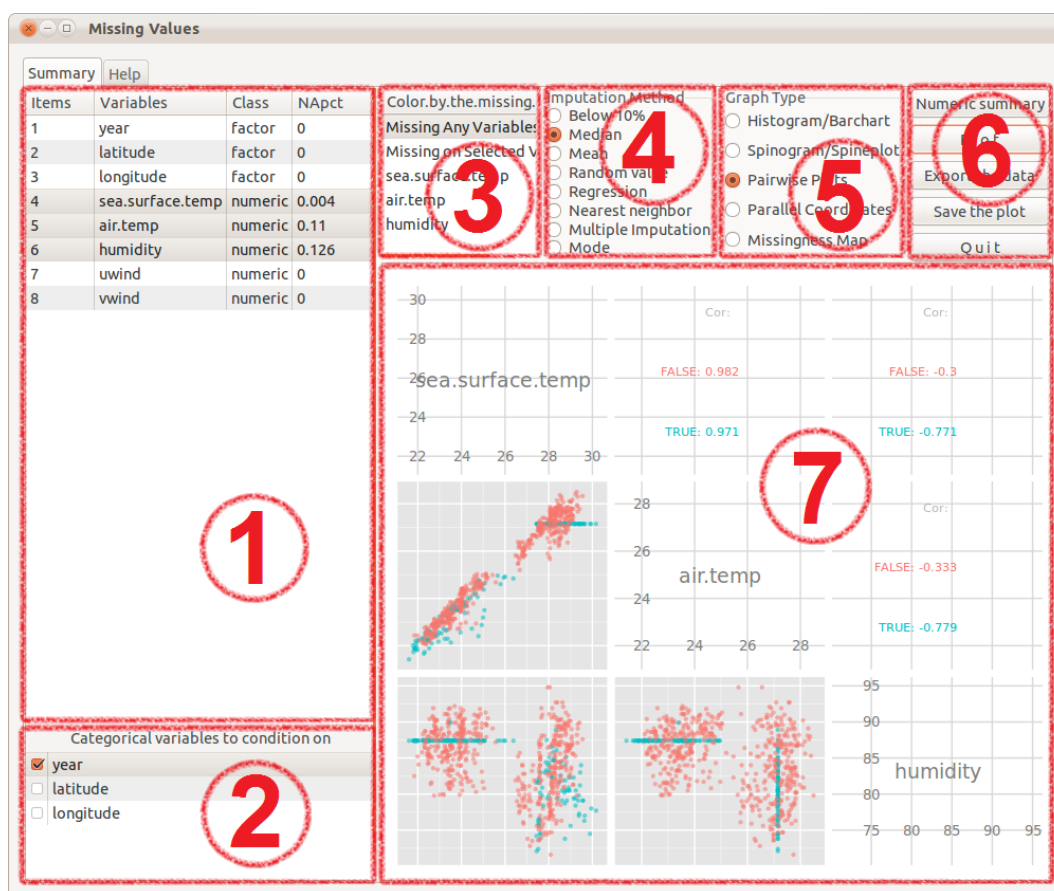 Missing Values
Summary
Help
Items Variables Class NApct
1 year factor 0
2 latitude factor 0
3 longitude factor 0
4 sea.surface.temp numeric 0.004
5 air.temp numeric 0.11
6 humidity numeric 0.126
7 uwind numeric 0
8 vwind numeric 0
1
Categorical variables to condition on
year
latitude
longitude
2
Color.by.the.missing.
Missing Any Variables
Missing on Selected V
sea.surface.temp
air.temp
humidity
3
Imputation Method
Below 10%
Median
Mean
Random value
Regression
Nearest neighbor
Multiple Imputation
Mode
4
Graph Type
Histogram/Barchart
Spinogram/Spineplot
Pairwise Plots
Parallel Coordinates
Missingness Map
5
Numeric summary
Export the data
Save the plot
Quit
6
30
28
26
24
sea.surface.temp
22 24 26 28 30
Cor:
FALSE: 0.982
TRUE: 0.971
Cor:
FALSE: -0.3
TRUE: -0.771
7
28
26
24
22 24 26 28
air.temp
Cor:
FALSE: -0.333
TRUE: -0.779
95
90
85
80
75 80 85 90 95
humidity